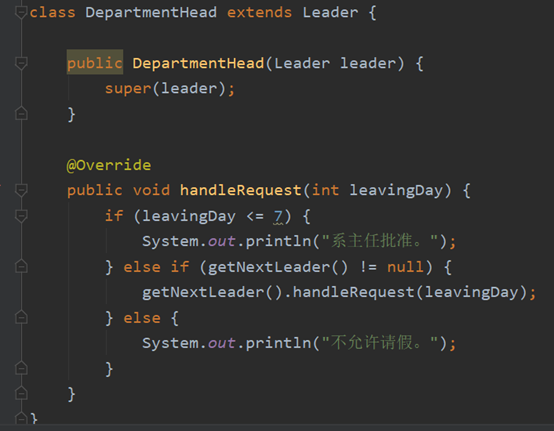 class DepartmentHead extends Leader {
public DepartmentHead(Leader leader) {
super(leader);
}
@Override
public void handleRequest(int leavingDay) {
if (leavingDay <= 7) {
System.out.println("系主任批准。");
} else if (getNextLeader() != null) {
getNextLeader().handleRequest(leavingDay);
} else {
System.out.println("不允许请假。");
}
}
}